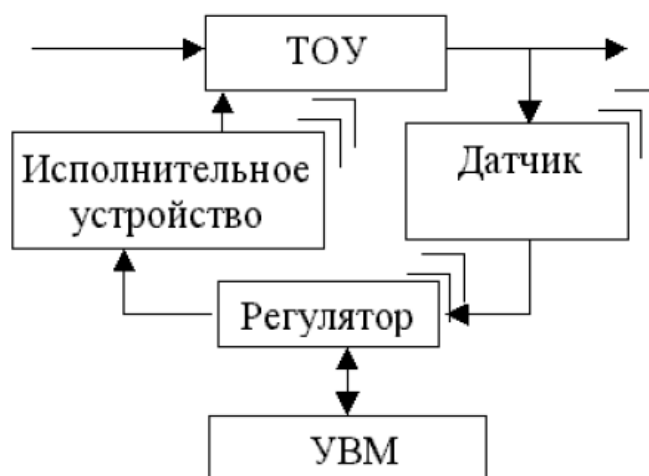 ТОУ
Исполнительное
устройство
Датчик
Регулятор
УВМ